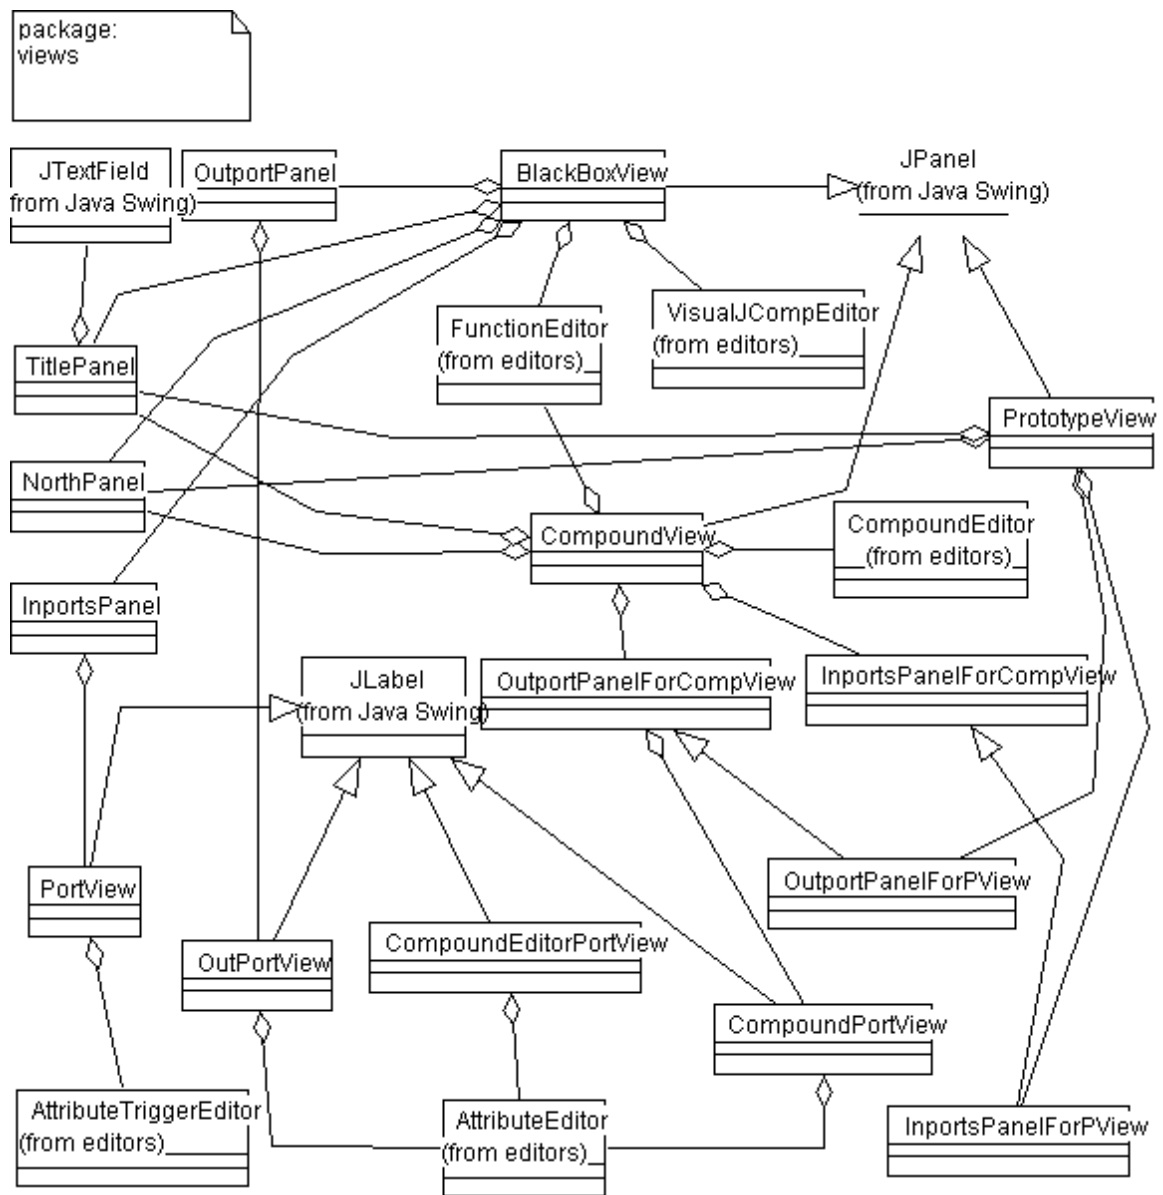 package:
views
JTextField
(from Java Swing)
OutportPanel
BlackBoxView
JPanel
(from Java Swing)
FunctionEditor
(from editors)
VisualJCompEditor
(from editors)
TitlePanel
PrototypeView
NorthPanel
CompoundView
CompoundEditor
(from editors)
InportsPanel
JLabel
(from Java Swing)
OutportPanelForCompView
InportsPanelForCompView
PortView
OutportPanelForPView
OutPortView
CompoundEditorPortView
CompoundPortView
AttributeTriggerEditor
(from editors)
AttributeEditor
(from editors)
InportsPanelForPView